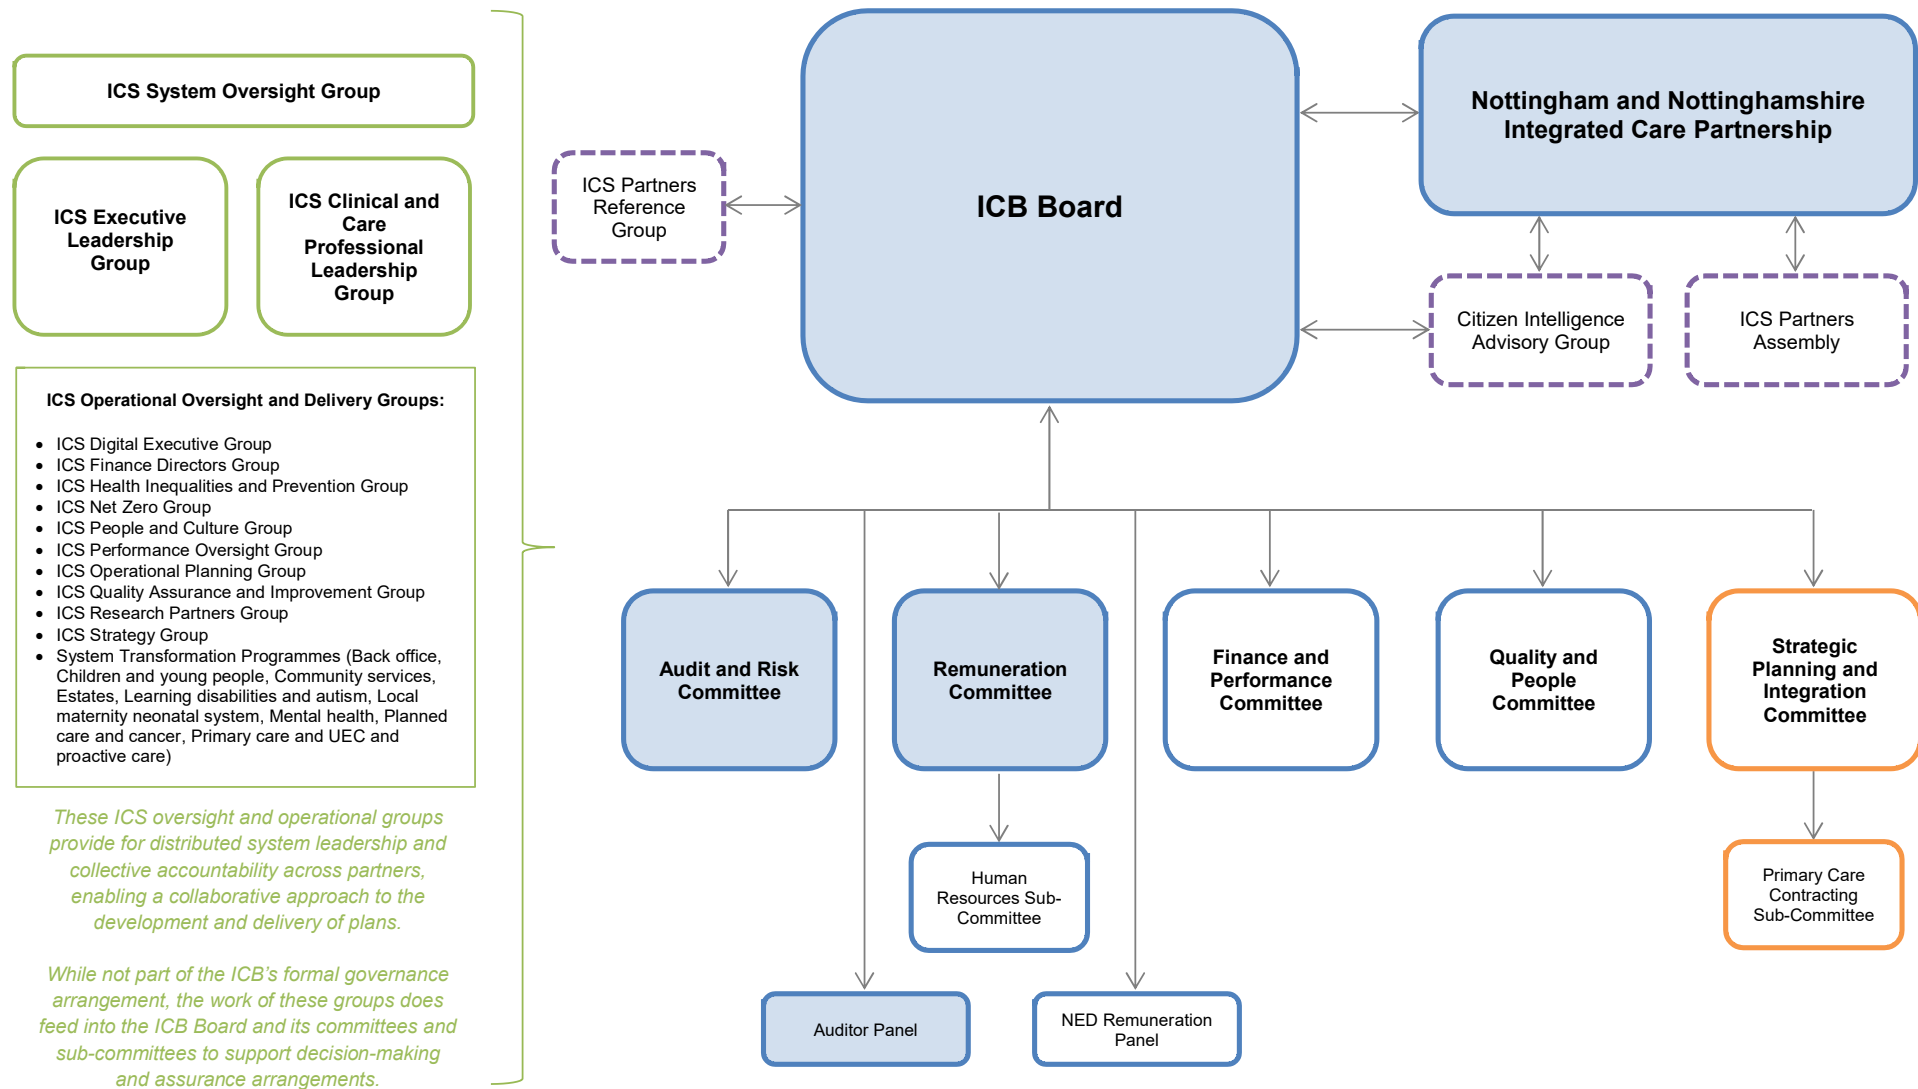 ICS System Oversight Group
ICS Executive
Leadership
Group
ICS Clinical and
Care
Professional
Leadership
Group
ICS Operational Oversight and Delivery Groups:
• ICS Digital Executive Group
• ICS Finance Directors Group
• ICS Health Inequalities and Prevention Group
• ICS Net Zero Group
• ICS People and Culture Group
• ICS Performance Oversight Group
• ICS Operational Planning Group
• ICS Quality Assurance and Improvement Group
• ICS Research Partners Group
• ICS Strategy Group
• System Transformation Programmes (Back office,
Children and young people, Community services,
Estates, Learning disabilities and autism, Local
maternity neonatal system, Mental health, Planned
care and cancer, Primary care and UEC and
proactive care)
These ICS oversight and operational groups
provide for distributed system leadership and
collective accountability across partners,
enabling a collaborative approach to the
development and delivery of plans.
While not part of the ICB’s formal governance
arrangement, the work of these groups does
feed into the ICB Board and its committees and
sub-committees to support decision-making
and assurance arrangements.
ICS Partners
Reference
Group
ICB Board
Nottingham and Nottinghamshire
Integrated Care Partnership
Citizen Intelligence
Advisory Group
ICS Partners
Assembly
Audit and Risk
Committee
Remuneration
Committee
Finance and
Performance
Committee
Quality and
People
Committee
Strategic
Planning and
Integration
Committee
Human
Resources Sub-
Committee
Primary Care
Contracting
Sub-Committee
Auditor Panel
NED Remuneration
Panel